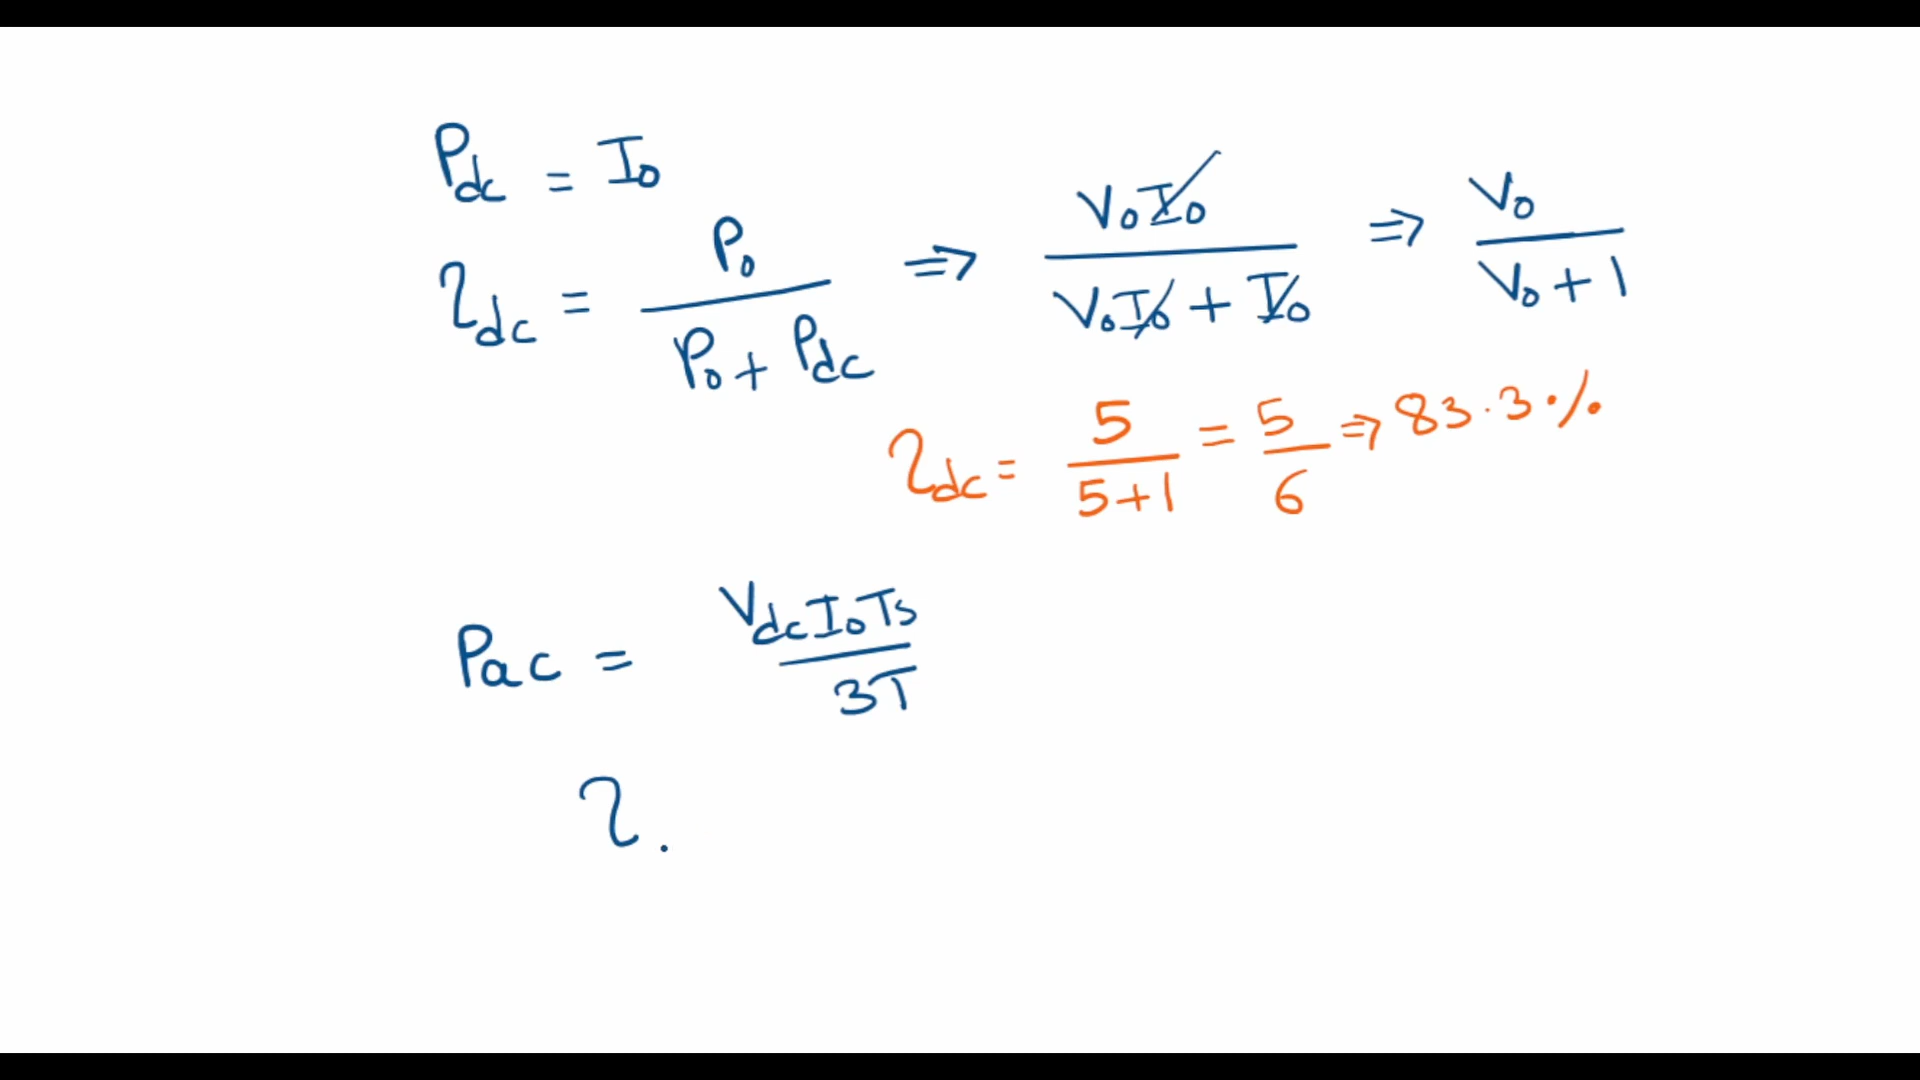 Pdc = Io
ηdc = Po / (Po + Pdc) ⇒ VoIo / (VoIo + Io) ⇒ Vo / (Vo + 1)
ηdc = 5 / (5+1) = 5 / 6 ⇒ 83.3 %
Pac = VdcIoTs / 3T
η.